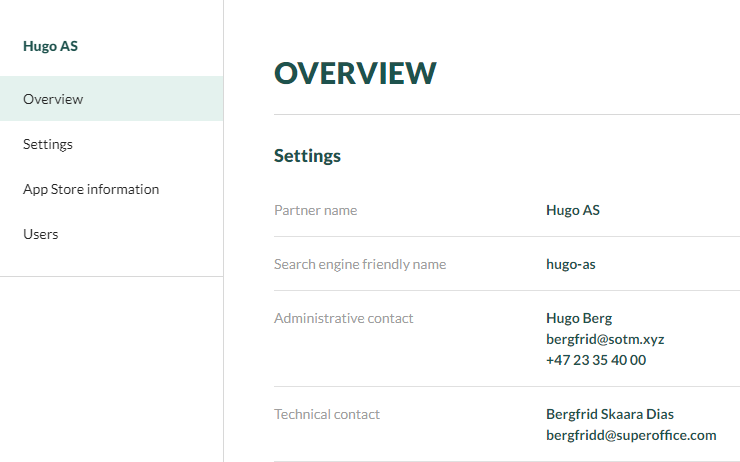 Hugo AS
Overview
Settings
App Store information
Users
OVERVIEW
Settings
Partner name
Hugo AS
Search engine friendly name
hugo-as
Administrative contact
Hugo Berg
bergfrid@sotm.xyz
+47 23 35 40 00
Technical contact
Bergfrid Skaara Dias
bergfridd@superoffice.com